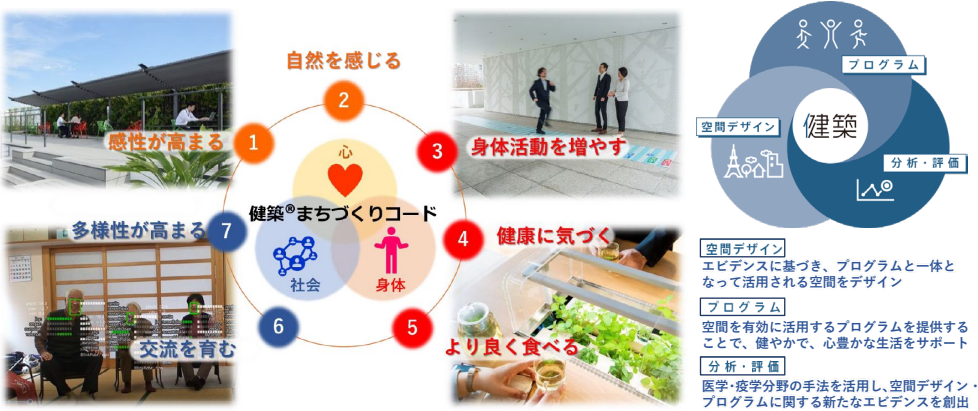 自然を感じる
2
感性が高まる
1
3
身体活動を増やす
心
健築®まちづくりコード
多様性が高まる
7
4
健康に気づく
社会
身体
6
5
交流を育む
より良く食べる
プログラム
空間デザイン
健築
分析・評価
空間デザイン
エビデンスに基づき、プログラムと一体と
なって活用される空間をデザイン
プログラム
空間を有効に活用するプログラムを提供する
ことで、健やかで、心豊かな生活をサポート
分析・評価
医学・疫学分野の手法を活用し、空間デザイン・
プログラムに関する新たなエビデンスを創出